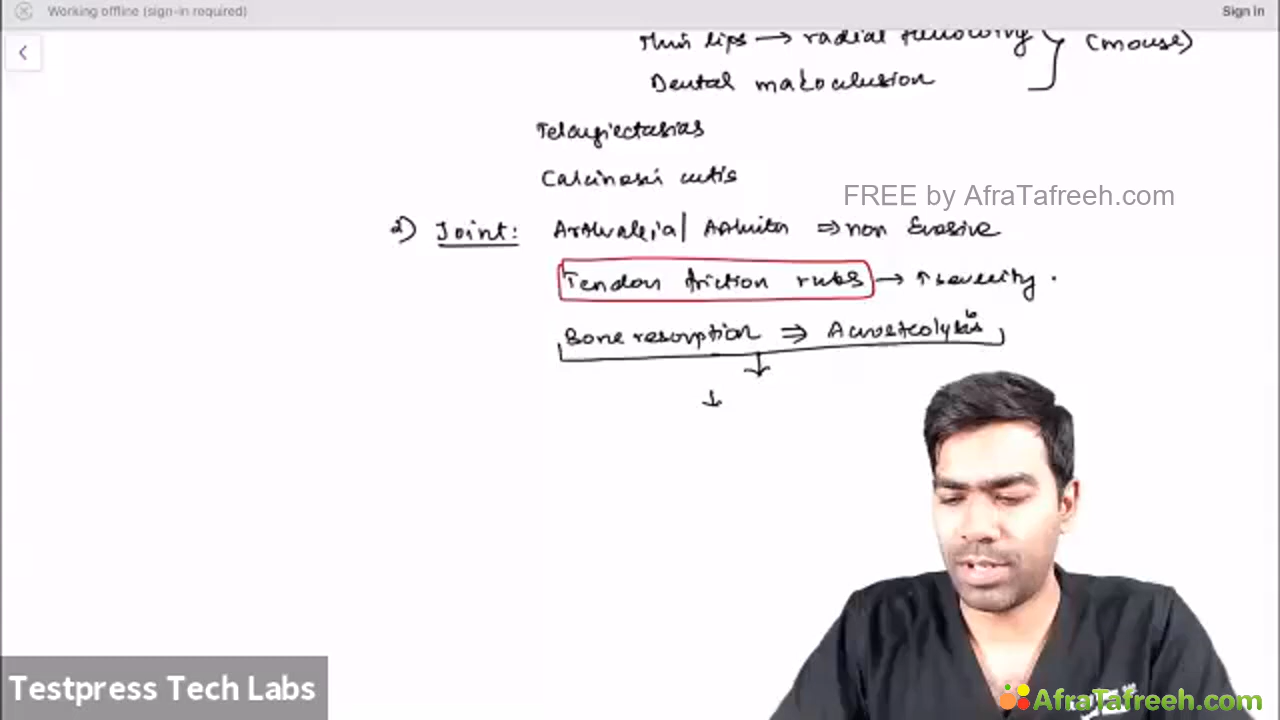 Working offline (sign-in required)
Sign in
Thin lips → radial furrowing
(mouse)
Dental malocclusion
Telangiectasias
Calcinosis cutis
FREE by AfraTafreeh.com
2) Joint: Arthralgia/ Arthritis ⇒ non Erosive
Tendon friction rubs → ↑ severity.
Bone resorption ⇒ Acroosteolysis
Testpress Tech Labs
AfraTafreeh.com